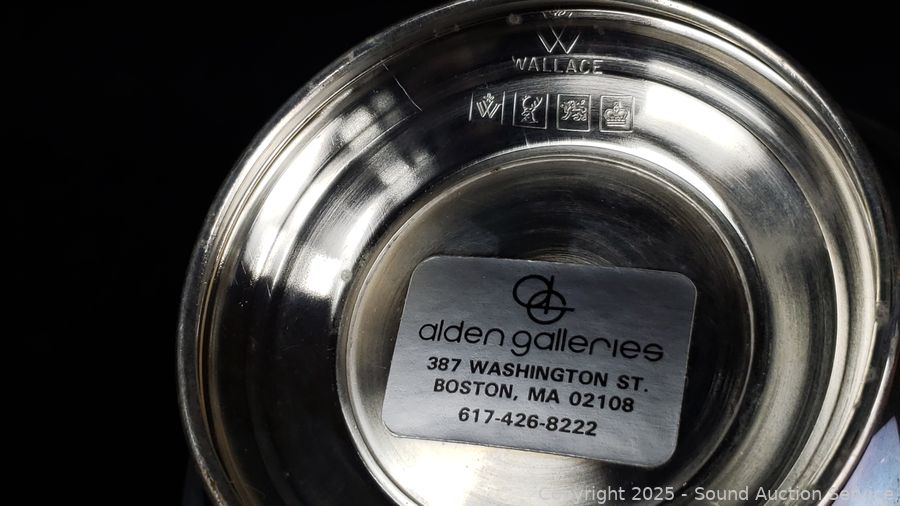 W
WALLACE
W
alden galleries
387 WASHINGTON ST.
BOSTON, MA 02108
617-426-8222
Copyright 2025 - Sound Auction Service